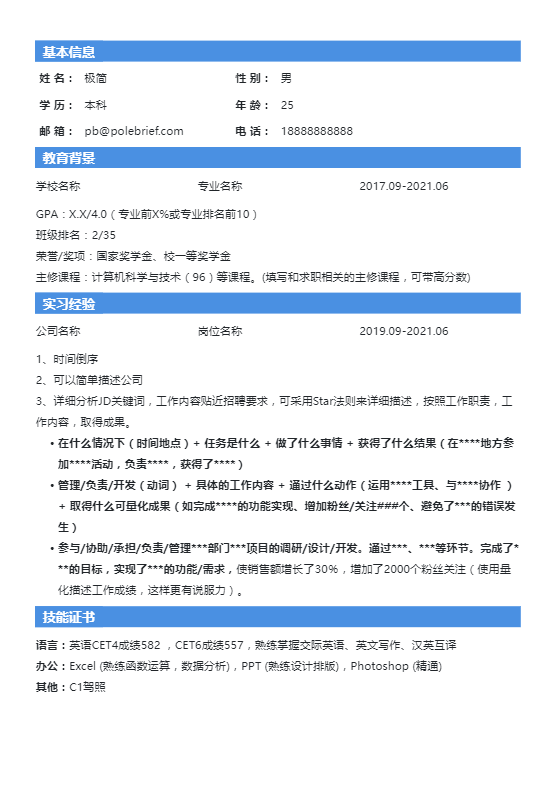 基本信息
姓 名： 极简 性 别： 男
学 历： 本科 年 龄： 25
邮 箱： pb@polebrief.com 电 话： 18888888888
教育背景
学校名称 专业名称 2017.09-2021.06
GPA：X.X/4.0（专业前X%或专业排名前10）
班级排名：2/35
荣誉/奖项：国家奖学金、校一等奖学金
主修课程：计算机科学与技术（96）等课程。(填写和求职相关的主修课程，可带高分数)
实习经验
公司名称 岗位名称 2019.09-2021.06
1、时间倒序
2、可以简单描述公司
3、详细分析JD关键词，工作内容贴近招聘要求，可采用Star法则来详细描述，按照工作职责，工
作内容，取得成果。
• 在什么情况下（时间地点）+ 任务是什么 + 做了什么事情 + 获得了什么结果（在****地方参
加****活动，负责****，获得了****）
• 管理/负责/开发（动词） + 具体的工作内容 + 通过什么动作（运用****工具、与****协作 ）
+ 取得什么可量化成果（如完成****的功能实现、增加粉丝/关注###个、避免了***的错误发
生）
• 参与/协助/承担/负责/管理***部门***项目的调研/设计/开发。通过***、***等环节。完成了*
**的目标，实现了***的功能/需求，使销售额增长了30%，增加了2000个粉丝关注（使用量
化描述工作成绩，这样更有说服力）。
技能证书
语言：英语CET4成绩582 ，CET6成绩557，熟练掌握交际英语、英文写作、汉英互译
办公：Excel (熟练函数运算，数据分析)，PPT (熟练设计排版)，Photoshop (精通)
其他：C1驾照